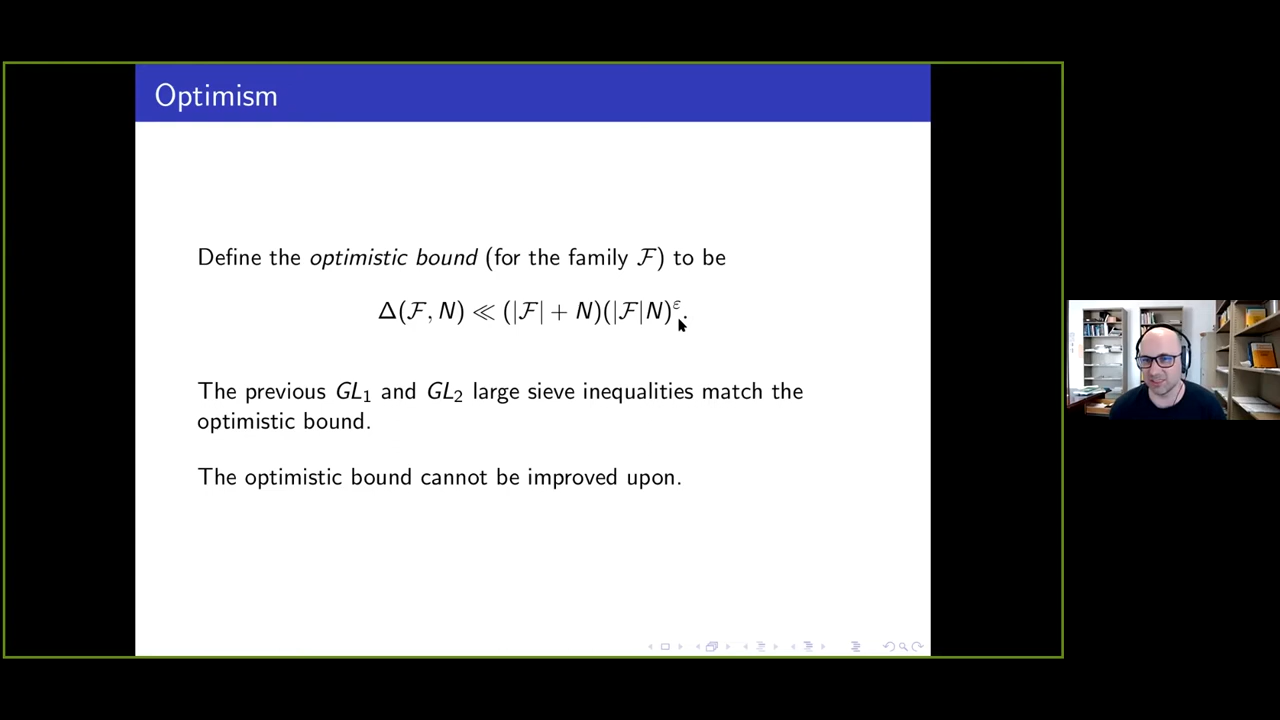 Optimism
Define the optimistic bound (for the family ℱ) to be
Δ(ℱ, N) ≪ (|ℱ| + N)(|ℱ|N)^ε.
The previous GL₁ and GL₂ large sieve inequalities match the
optimistic bound.
The optimistic bound cannot be improved upon.